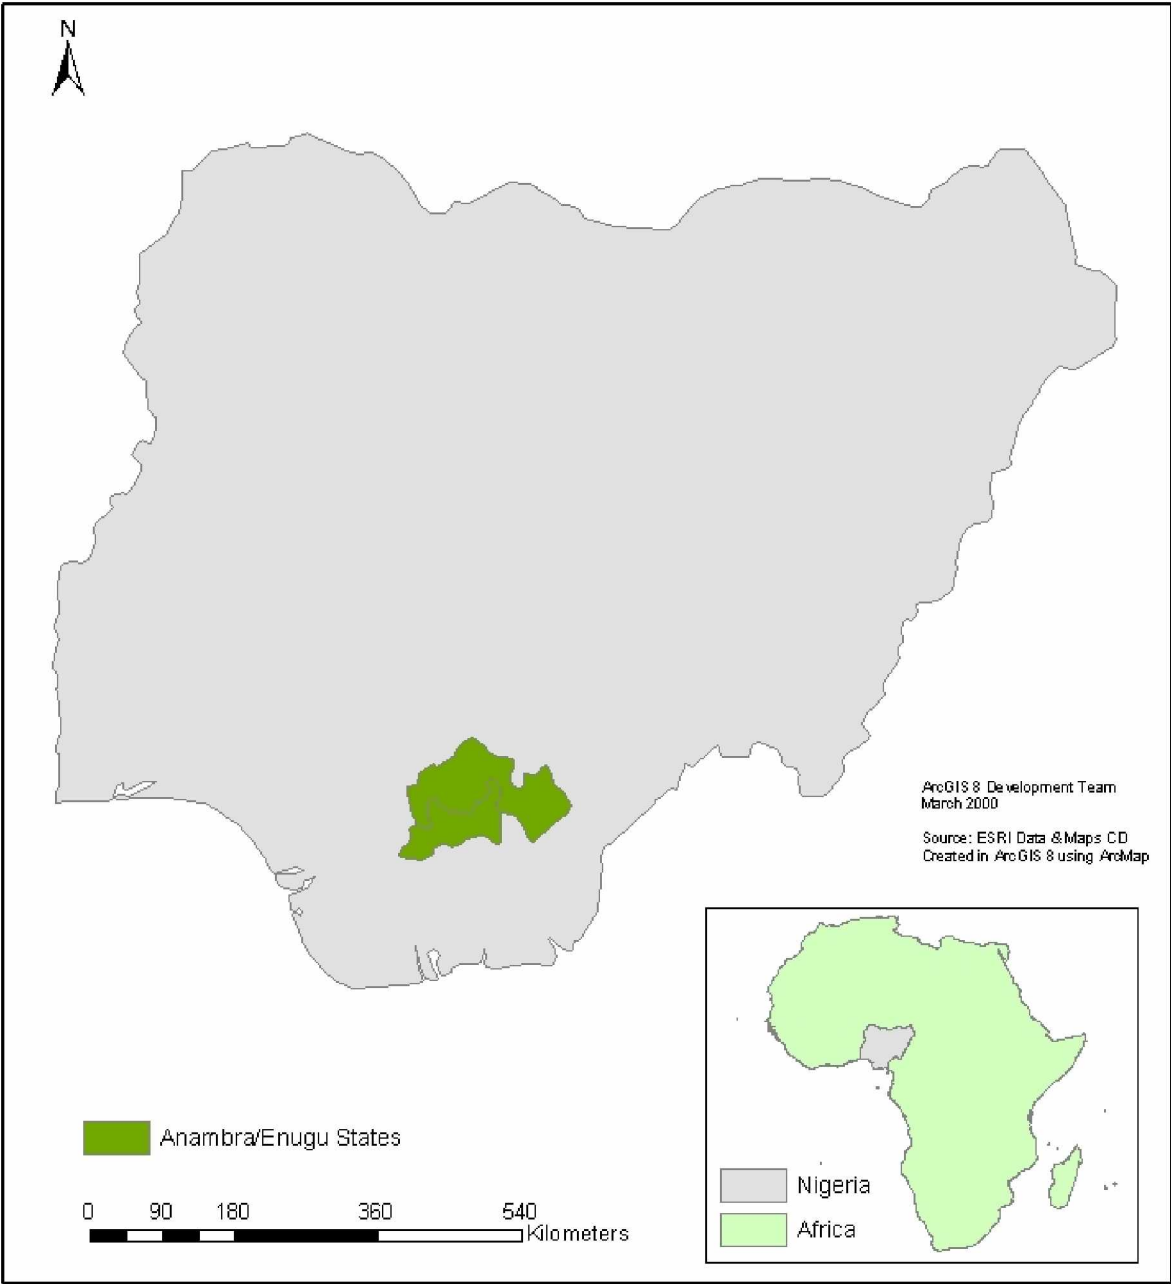 N
ArcGIS 8 Development Team
March 2000
Source: ESRI Data & Maps CD
Created in ArcGIS 8 using ArcMap
Anambra/Enugu States
0 90 180 360 540
Kilometers
Nigeria
Africa